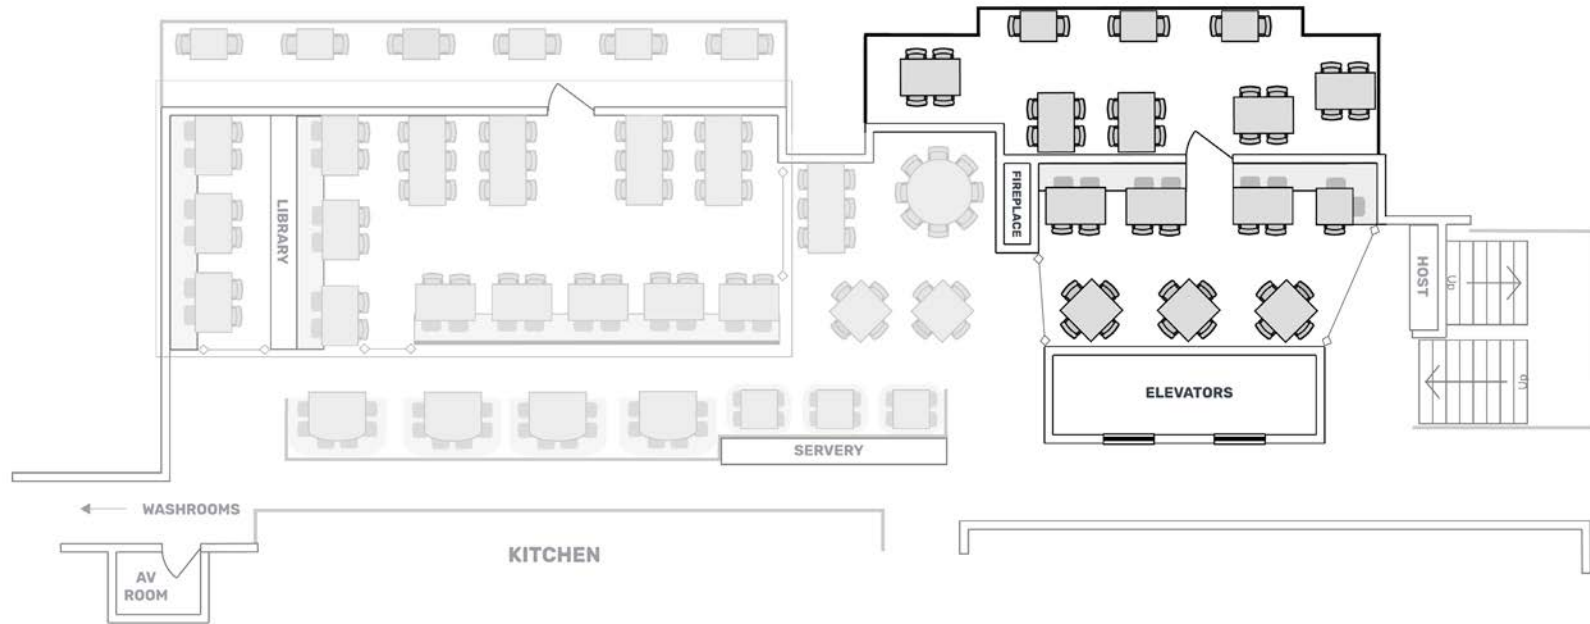 LIBRARY
FIREPLACE
HOST
Up
Up
ELEVATORS
SERVERY
WASHROOMS
KITCHEN
AV
ROOM